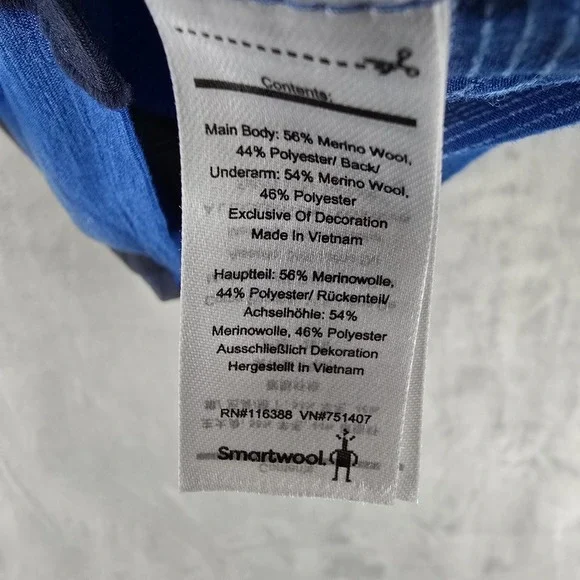 Contents:
Main Body: 56% Merino Wool,
44% Polyester/ Back/
Underarm: 54% Merino Wool,
46% Polyester
Exclusive Of Decoration
Made In Vietnam
Hauptteil: 56% Merinowolle,
44% Polyester/ Rückenteil/
Achselhöhle: 54%
Merinowolle, 46% Polyester
Ausschließlich Dekoration
Hergestellt In Vietnam
RN#116388 VN#751407
Smartwool